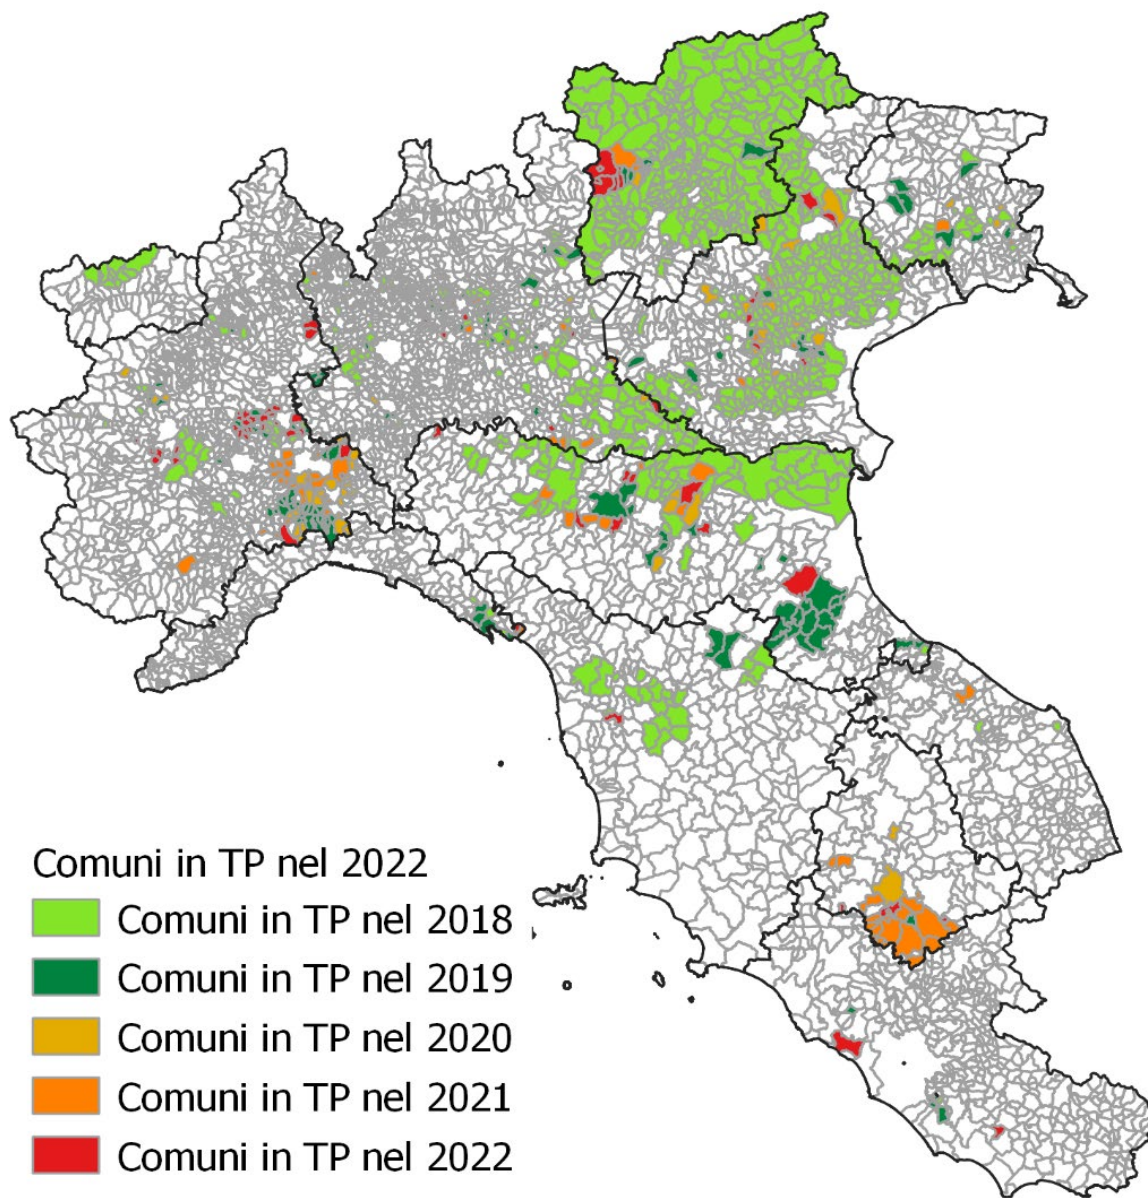 Comuni in TP nel 2022
Comuni in TP nel 2018
Comuni in TP nel 2019
Comuni in TP nel 2020
Comuni in TP nel 2021
Comuni in TP nel 2022